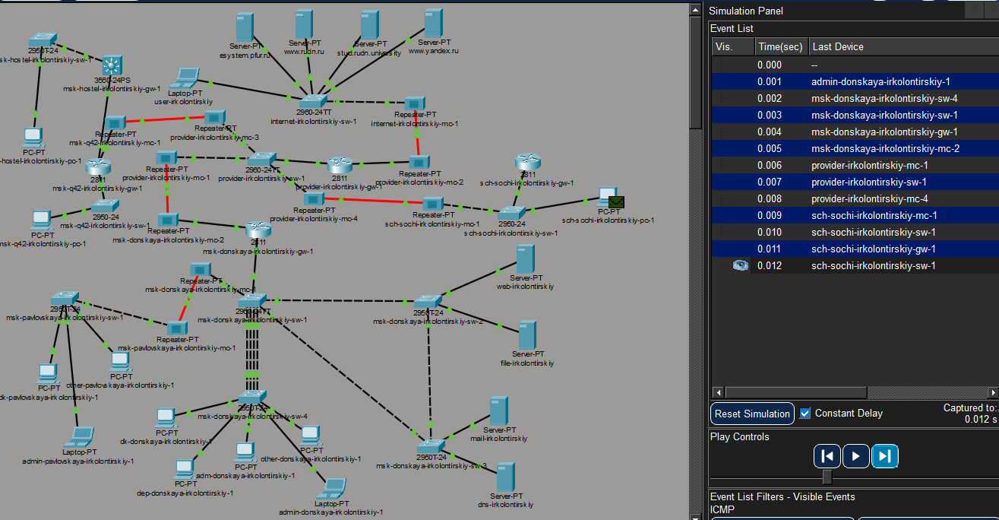 Server-PT
esystem.pfur.ru
Server-PT
www.rudn.ru
Server-PT
stud.rudn.university
Server-PT
www.yandex.ru
2950T-24
sk-hostel-irkolontirskiy-sw-1
3560-24PS
msk-hostel-irkolontirskiy-gw-1
Laptop-PT
user-irkolontirskiy
2960-24TT
internet-irkolontirskiy-sw-1
Repeater-PT
internet-irkolontirskiy-mc-1
Repeater-PT
msk-q42-irkolontirskiy-mc-1
Repeater-PT
provider-irkolontirskiy-mc-3
PC-PT
-hostel-irkolontirskiy-pc-1
2811
msk-q42-irkolontirskiy-gw-1
Repeater-PT
provider-irkolontirskiy-mc-1
2960-24TT
provider-irkolontirskiy-sw-1
2811
provider-irkolontirskiy-gw-1
Repeater-PT
provider-irkolontirskiy-mc-2
2811
sch-sochi-irkolontirskiy-gw-1
PC-PT
msk-q42-irkolontirskiy-pc-1
2950-24
msk-q42-irkolontirskiy-sw-1
Repeater-PT
msk-donskaya-irkolontirskiy-mc-2
Repeater-PT
provider-irkolontirskiy-mc-4
Repeater-PT
sch-sochi-irkolontirskiy-mc-1
2950-24
sch-sochi-irkolontirskiy-sw-1
PC-PT
sch-sochi-irkolontirskiy-pc-1
2811
msk-donskaya-irkolontirskiy-gw-1
Repeater-PT
msk-donskaya-irkolontirskiy-mc-1
2950T-24
msk-pavlovskaya-irkolontirskiy-sw-1
2960-24TT
msk-donskaya-irkolontirskiy-sw-1
2950T-24
msk-donskaya-irkolontirskiy-sw-2
Server-PT
web-irkolontirskiy
Repeater-PT
msk-pavlovskaya-irkolontirskiy-mc-1
Server-PT
file-irkolontirskiy
PC-PT
dk-pavlovskaya-irkolontirskiy-1
PC-PT
other-pavlovskaya-irkolontirskiy-1
2950T-24
msk-donskaya-irkolontirskiy-sw-4
Laptop-PT
admin-pavlovskaya-irkolontirskiy-1
PC-PT
dk-donskaya-irkolontirskiy-1
PC-PT
adm-donskaya-irkolontirskiy-1
PC-PT
other-donskaya-irkolontirskiy-1
PC-PT
dep-donskaya-irkolontirskiy-1
Laptop-PT
admin-donskaya-irkolontirskiy-1
2950T-24
msk-donskaya-irkolontirskiy-sw-3
Server-PT
mail-irkolontirskiy
Server-PT
dns-irkolontirskiy
Simulation Panel
Event List
Vis. Time(sec) Last Device
0.000 --
0.001 admin-donskaya-irkolontirskiy-1
0.002 msk-donskaya-irkolontirskiy-sw-4
0.003 msk-donskaya-irkolontirskiy-sw-1
0.004 msk-donskaya-irkolontirskiy-gw-1
0.005 msk-donskaya-irkolontirskiy-mc-2
0.006 provider-irkolontirskiy-mc-1
0.007 provider-irkolontirskiy-sw-1
0.008 provider-irkolontirskiy-mc-4
0.009 sch-sochi-irkolontirskiy-mc-1
0.010 sch-sochi-irkolontirskiy-sw-1
0.011 sch-sochi-irkolontirskiy-gw-1
0.012 sch-sochi-irkolontirskiy-sw-1
Reset Simulation Constant Delay Captured to:
0.012 s
Play Controls
Event List Filters - Visible Events
ICMP